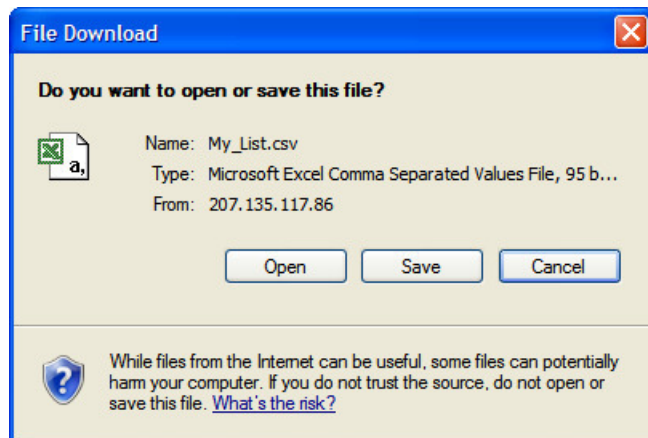 File Download
Do you want to open or save this file?
a,
Name: My_List.csv
Type: Microsoft Excel Comma Separated Values File, 95 b...
From: 207.135.117.86
Open Save Cancel
While files from the Internet can be useful, some files can potentially
harm your computer. If you do not trust the source, do not open or
save this file. What's the risk?